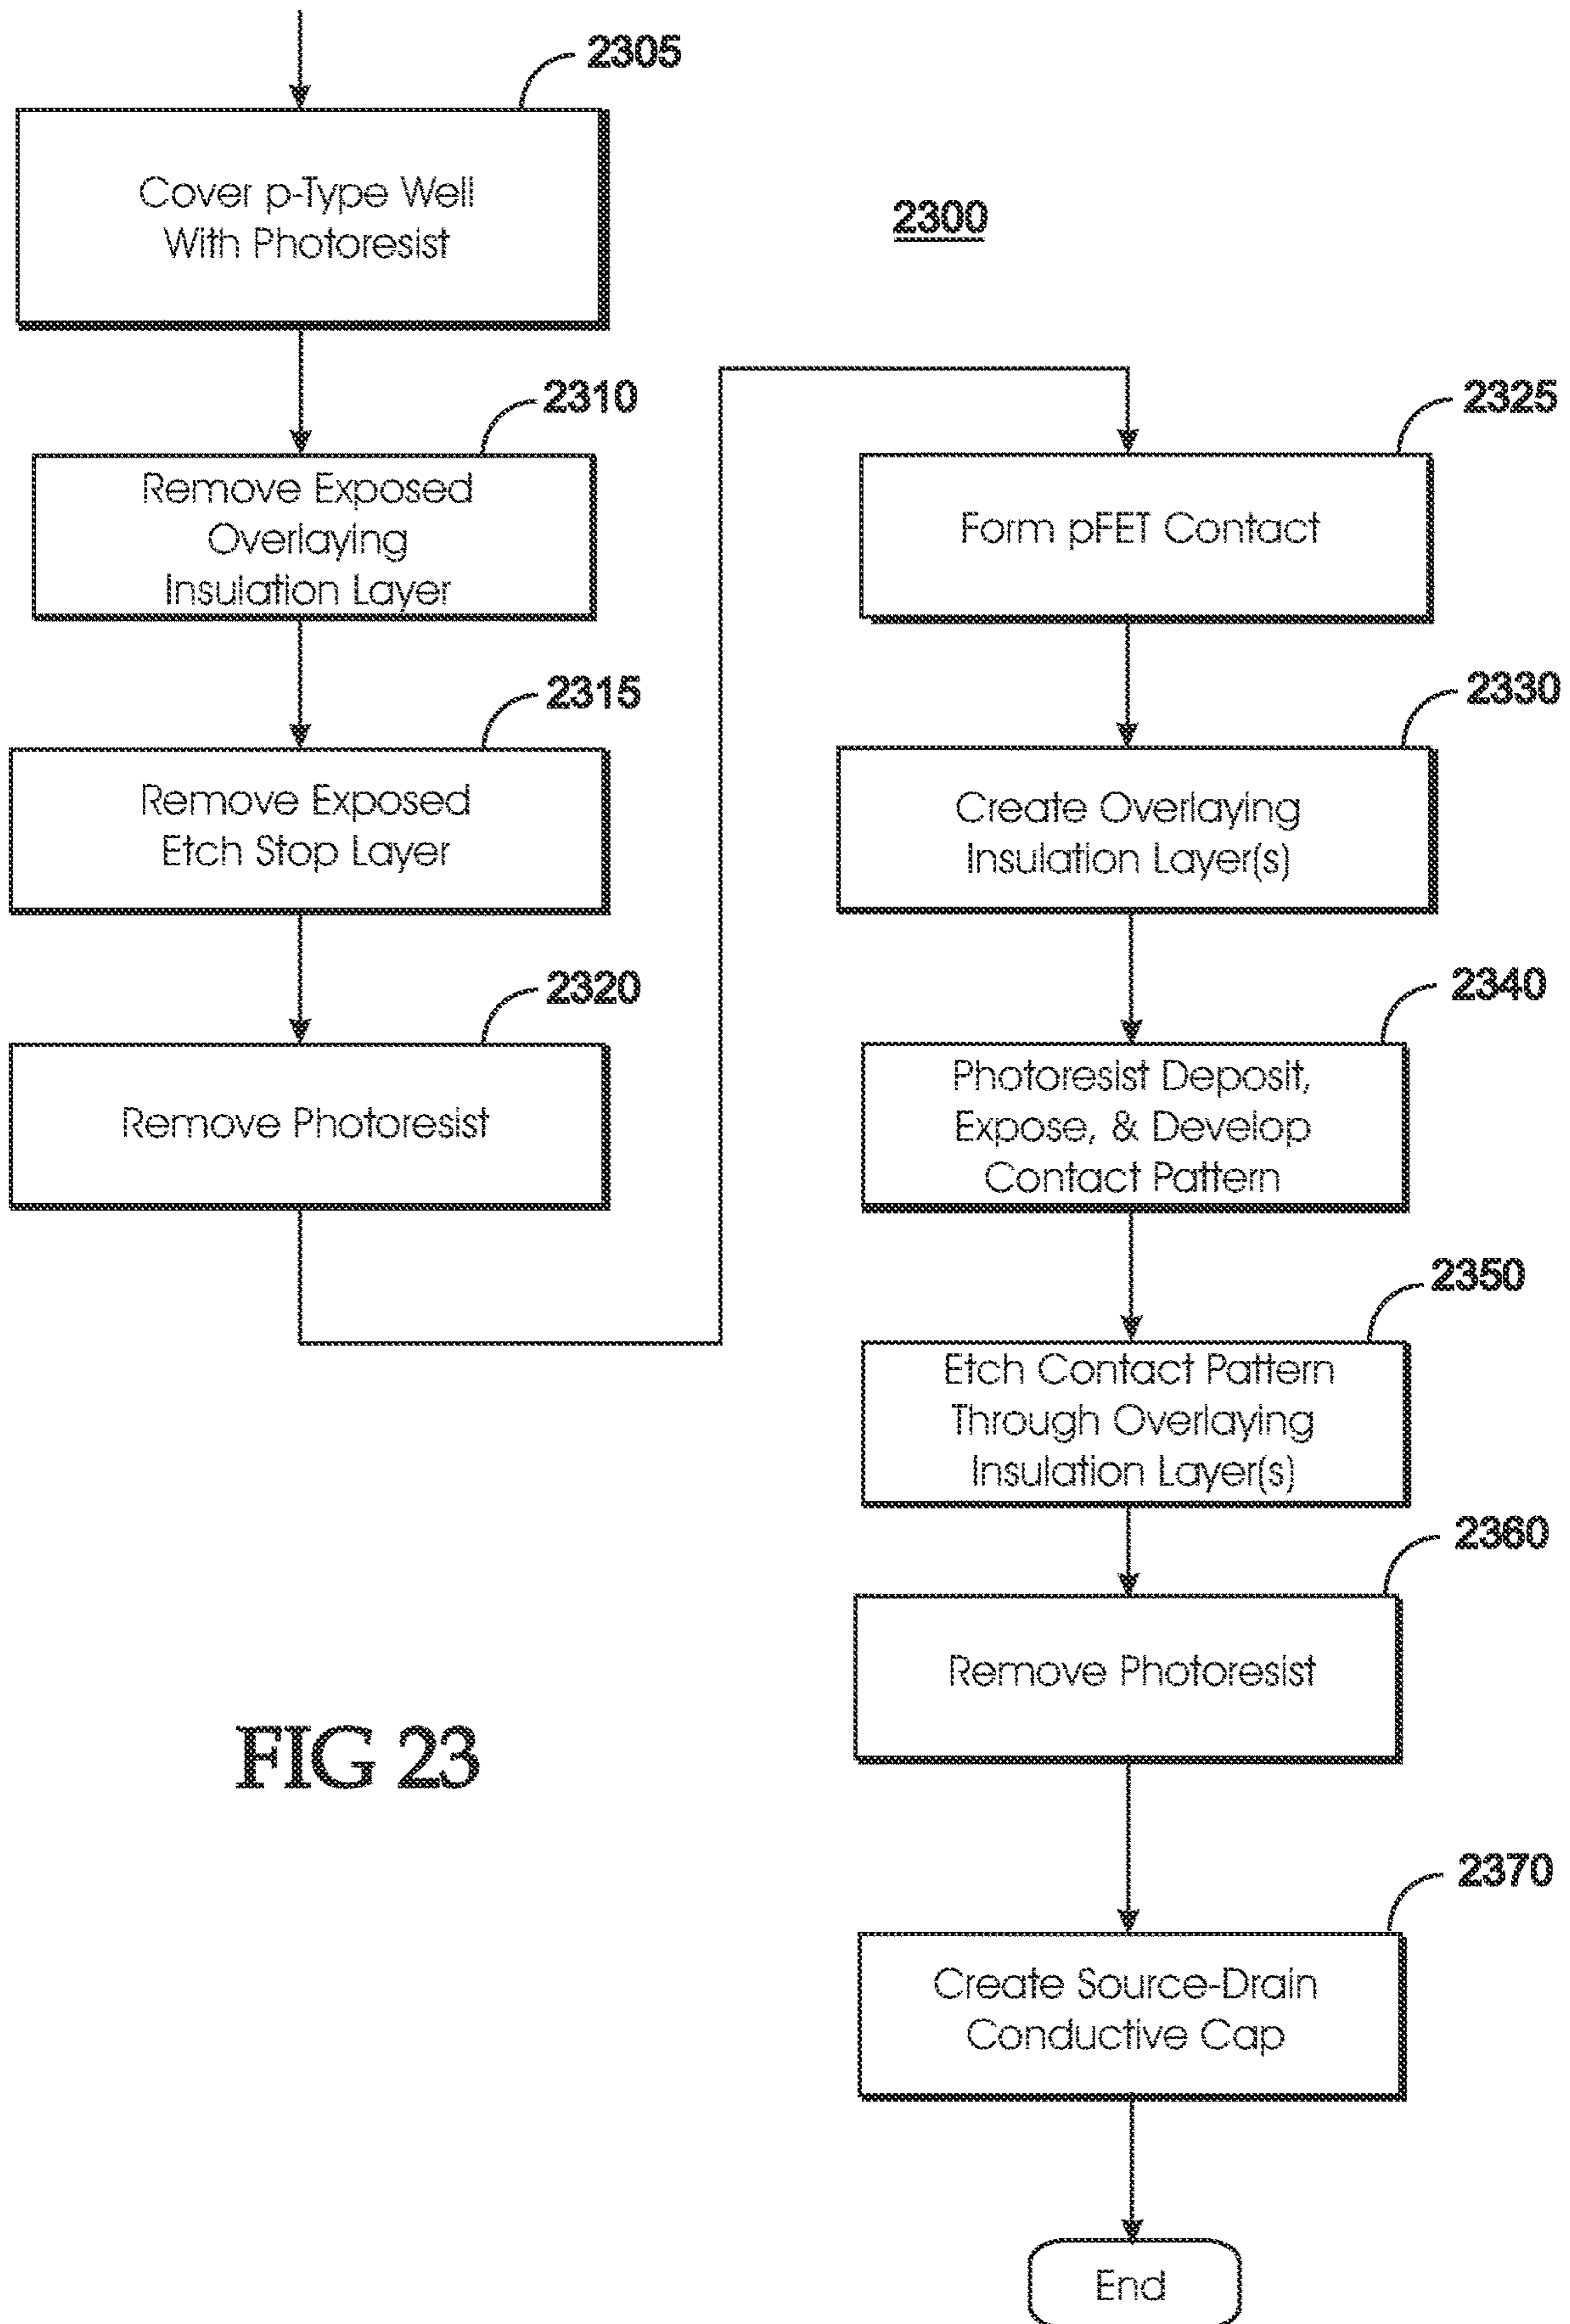 2305
Cover p-Type Well
With Photoresist
2300
2310
Remove Exposed
Overlaying
Insulation Layer
2315
Remove Exposed
Etch Stop Layer
2320
Remove Photoresist
2325
Form pFET Contact
2330
Create Overlaying
Insulation Layer(s)
2340
Photoresist Deposit,
Expose, & Develop
Contact Pattern
2350
Etch Contact Pattern
Through Overlaying
Insulation Layer(s)
2360
Remove Photoresist
2370
Create Source-Drain
Conductive Cap
End
FIG 23